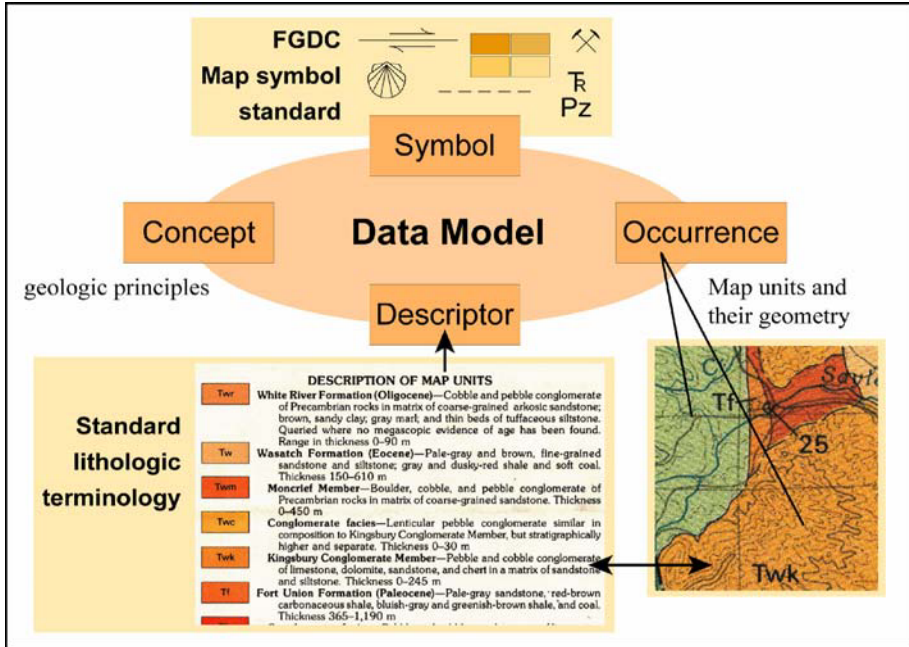 FGDC
Map symbol
standard
TR
Pz
Symbol
Concept
Data Model
Occurrence
geologic principles
Descriptor
Map units and
their geometry
Standard
lithologic
terminology
DESCRIPTION OF MAP UNITS
Twr
White River Formation (Oligocene)—Cobble and pebble conglomerate
of Precambrian rocks in matrix of coarse-grained arkosic sandstone;
brown, sandy clay; gray marl; and thin beds of tuffaceous siltstone.
Queried where no megascopic evidence of age has been found.
Range in thickness 0–90 m
Tw
Wasatch Formation (Eocene)—Pale-gray and brown, fine-grained
sandstone and siltstone; gray and dusky-red shale and soft coal.
Thickness 150–610 m
Twm
Moncrief Member—Boulder, cobble, and pebble conglomerate of
Precambrian rocks in matrix of coarse-grained sandstone. Thickness
0–450 m
Twc
Conglomerate facies—Lenticular pebble conglomerate similar in
composition to Kingsbury Conglomerate Member, but stratigraphically
higher and separate. Thickness 0–30 m
Twk
Kingsbury Conglomerate Member—Pebble and cobble conglomerate
of limestone, dolomite, sandstone, and chert in a matrix of sandstone
and siltstone. Thickness 0–245 m
Tf
Fort Union Formation (Paleocene)—Pale-gray sandstone, red-brown
carbonaceous shale, bluish-gray and greenish-brown shale, and coal.
Thickness 365–1,190 m
Tf
25
Twk